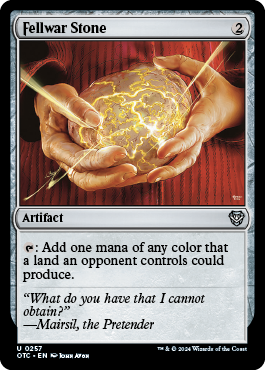 Fellwar Stone 2
Artifact
: Add one mana of any color that
a land an opponent controls could
produce.
“What do you have that I cannot
obtain?”
—Mairsil, the Pretender
U 0257
OTC • EN John Avon
™ & © 2024 Wizards of the Coast